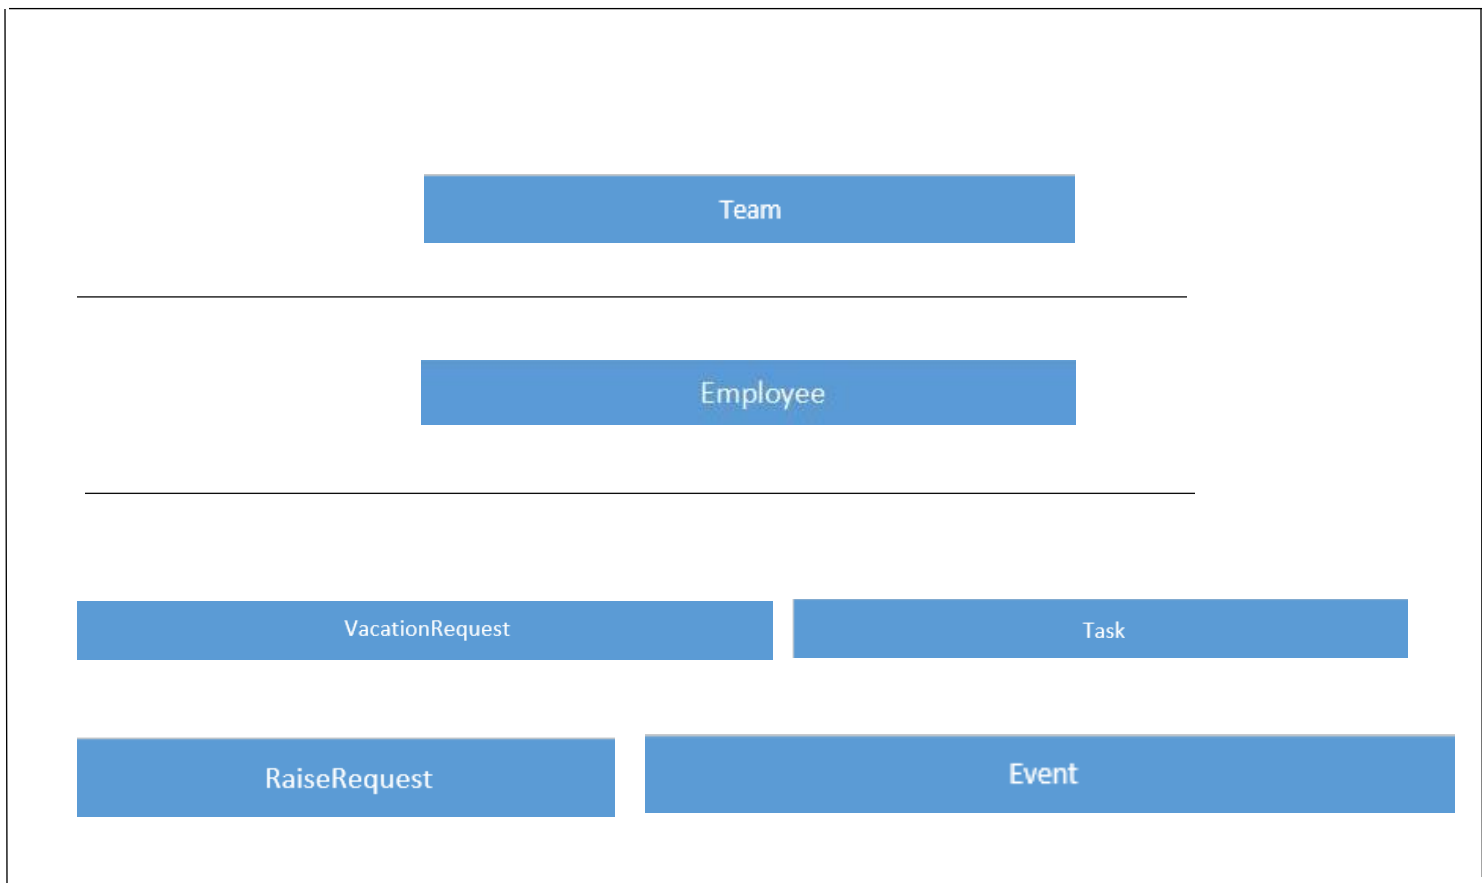 Team
Employee
VacationRequest
Task
RaiseRequest
Event